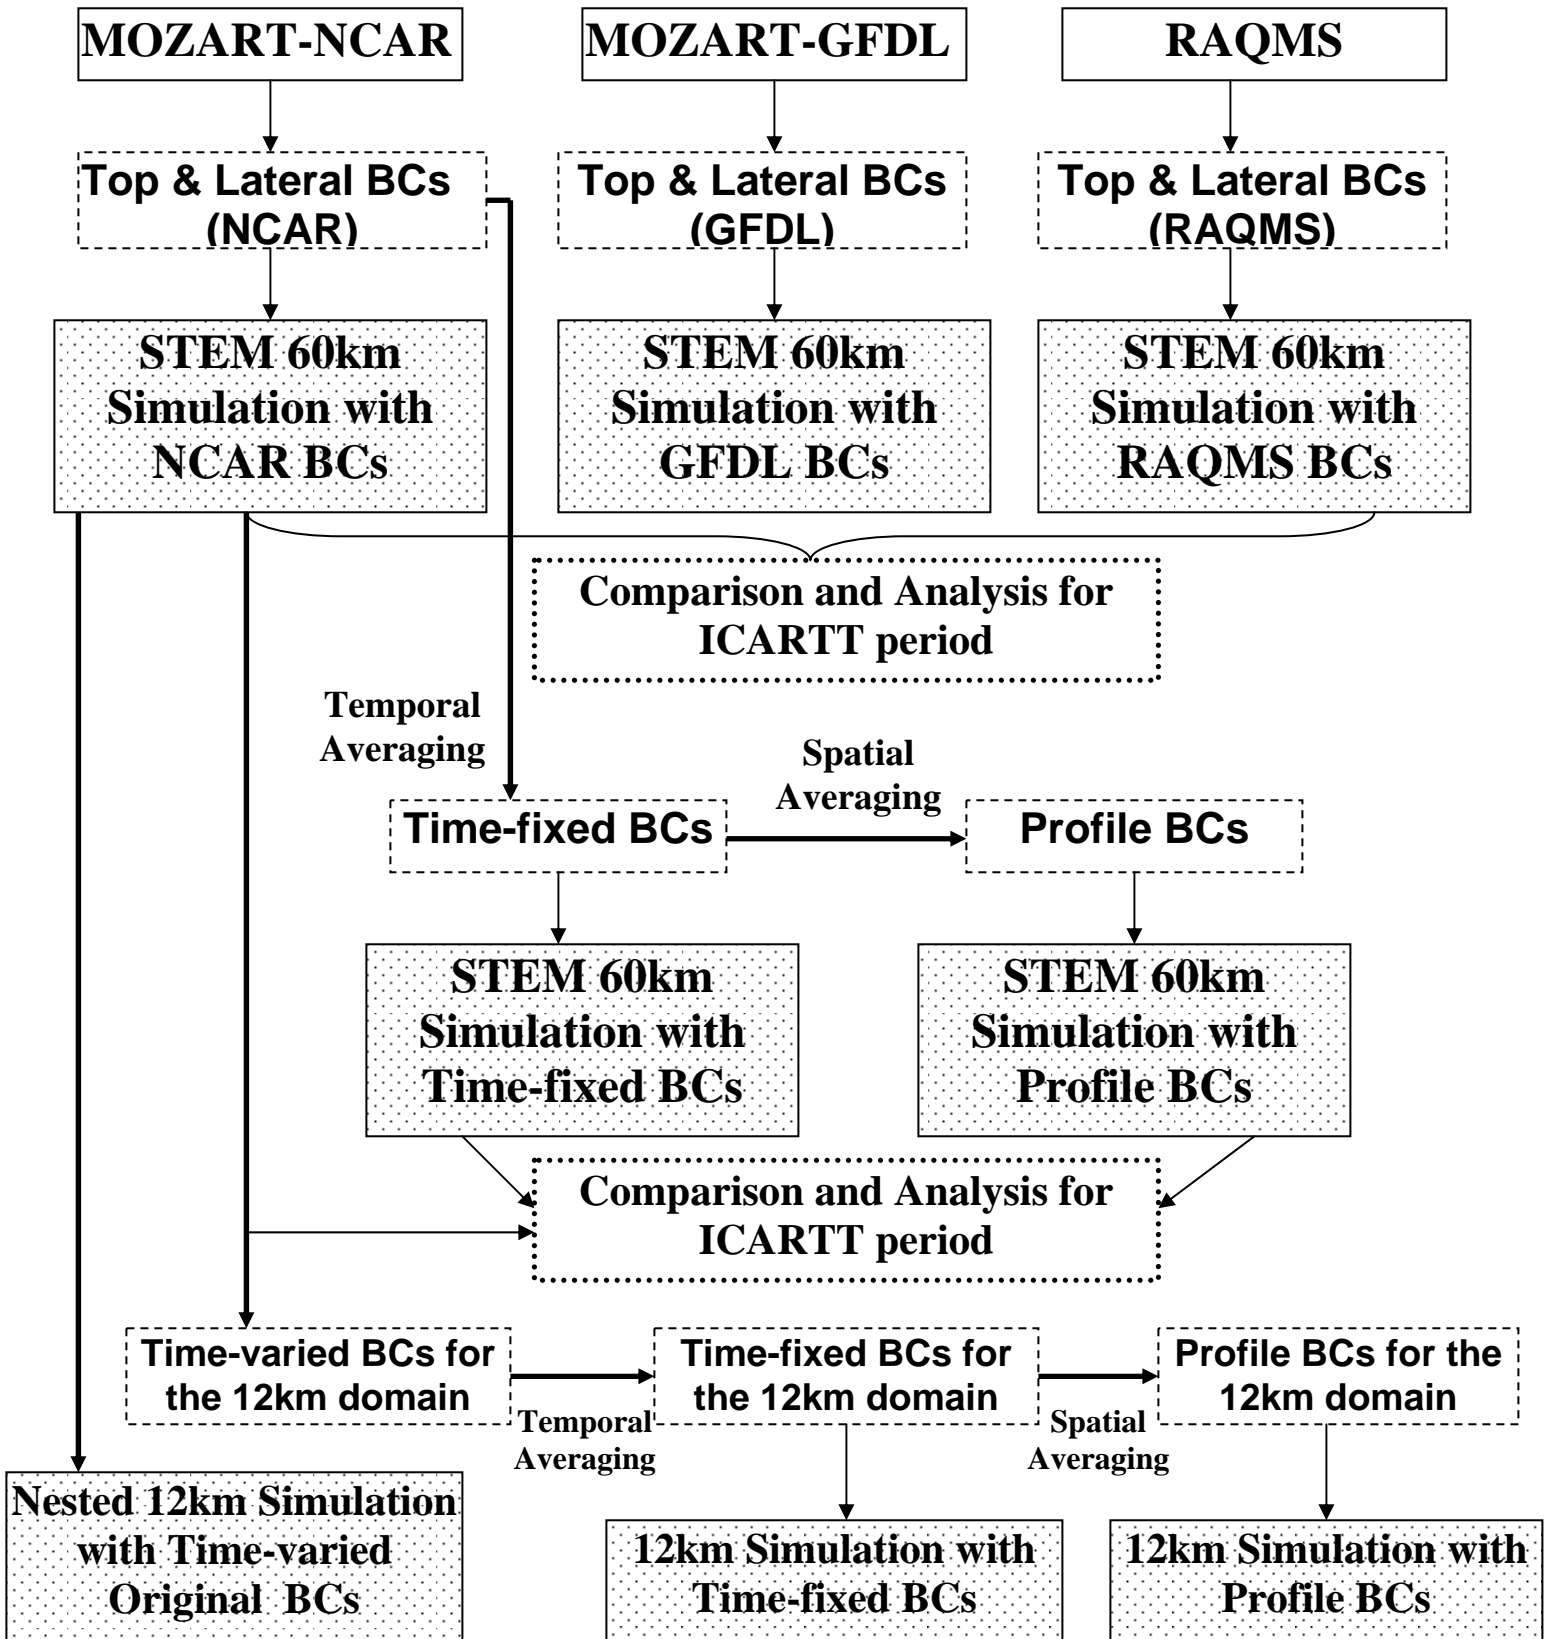 MOZART-NCAR
MOZART-GFDL
RAQMS
Top & Lateral BCs
(NCAR)
Top & Lateral BCs
(GFDL)
Top & Lateral BCs
(RAQMS)
STEM 60km
Simulation with
NCAR BCs
STEM 60km
Simulation with
GFDL BCs
STEM 60km
Simulation with
RAQMS BCs
Comparison and Analysis for
ICARTT period
Temporal
Averaging
Spatial
Averaging
Time-fixed BCs
Profile BCs
STEM 60km
Simulation with
Time-fixed BCs
STEM 60km
Simulation with
Profile BCs
Comparison and Analysis for
ICARTT period
Time-varied BCs for
the 12km domain
Temporal
Averaging
Time-fixed BCs for
the 12km domain
Spatial
Averaging
Profile BCs for the
12km domain
Nested 12km Simulation
with Time-varied
Original BCs
12km Simulation with
Time-fixed BCs
12km Simulation with
Profile BCs